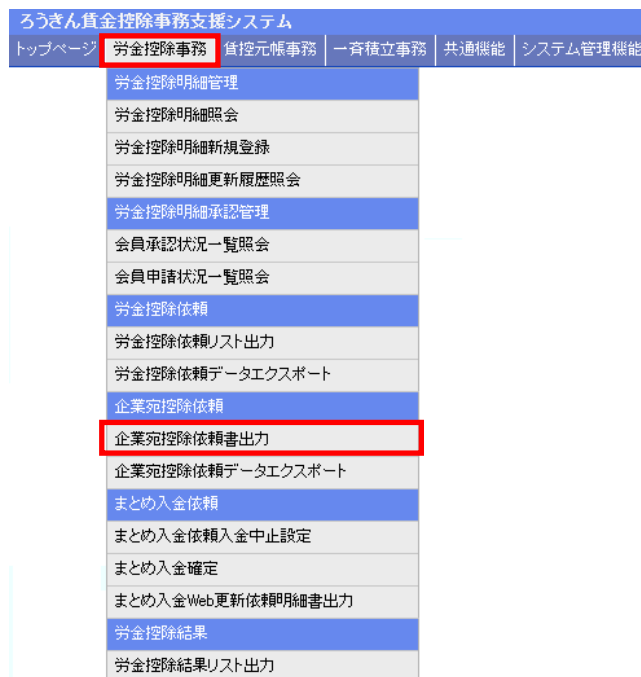 ろうきん賃金控除事務支援システム
トップページ 労金控除事務 賃控元帳事務 一斉積立事務 共通機能 システム管理機能
労金控除明細管理
労金控除明細照会
労金控除明細新規登録
労金控除明細更新履歴照会
労金控除明細承認管理
会員承認状況一覧照会
会員申請状況一覧照会
労金控除依頼
労金控除依頼リスト出力
労金控除依頼データエクスポート
企業宛控除依頼
企業宛控除依頼書出力
企業宛控除依頼データエクスポート
まとめ入金依頼
まとめ入金依頼入金中止設定
まとめ入金確定
まとめ入金Web更新依頼明細書出力
労金控除結果
労金控除結果リスト出力